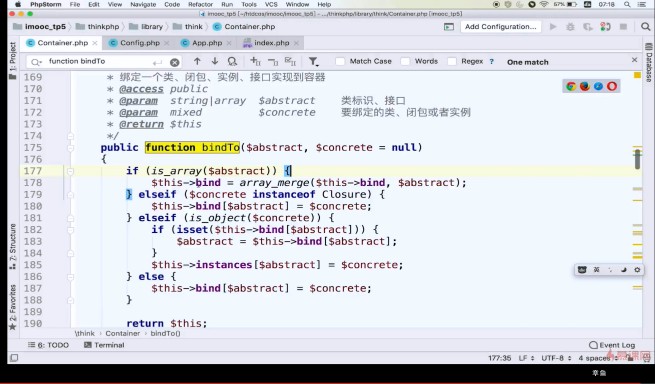 PhpStorm File Edit View Navigate Code Refactor Run Tools VCS Window Help
57% 07:18
imooc_tp5 [~/htdcos/imooc_tp5] - .../thinkphp/library/think/Container.php [imooc_tp5]
imooc_tp5 thinkphp library think Container.php Add Configuration...
Container.php Config.php App.php index.php
function bindTo Match Case Words Regex ? One match
169 * 绑定一个类、闭包、实例、接口实现到容器
170 * @access public
171 * @param string|array $abstract 类标识、接口
172 * @param mixed $concrete 要绑定的类、闭包或者实例
173 * @return $this
174 */
175 public function bindTo($abstract, $concrete = null)
176 {
177 if (is_array($abstract)) {
178 $this->bind = array_merge($this->bind, $abstract);
179 } elseif ($concrete instanceof Closure) {
180 $this->bind[$abstract] = $concrete;
181 } elseif (is_object($concrete)) {
182 if (isset($this->bind[$abstract])) {
183 $abstract = $this->bind[$abstract];
184 }
185 $this->instances[$abstract] = $concrete;
186 } else {
187 $this->bind[$abstract] = $concrete;
188 }
189
190 return $this;
\think › Container › bindTo()
1: Project
7: Structure
2: Favorites
Database
6: TODO Terminal Event Log
177:35 LF UTF-8 4 spaces
章鱼